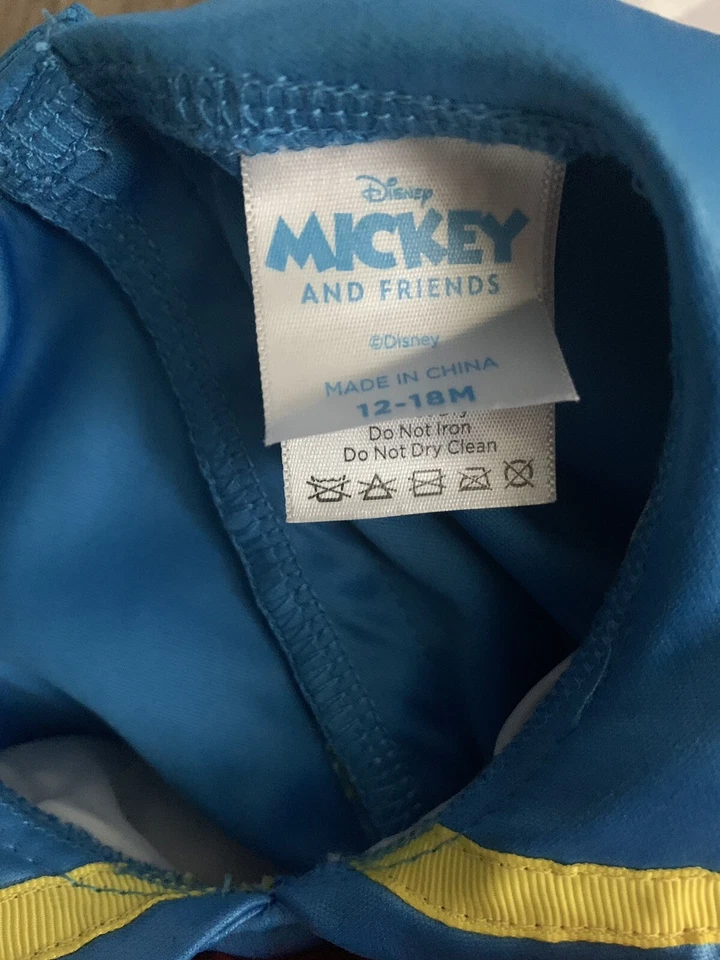 Disney
MICKEY
AND FRIENDS
©Disney
MADE IN CHINA
12-18M
Do Not Iron
Do Not Dry Clean